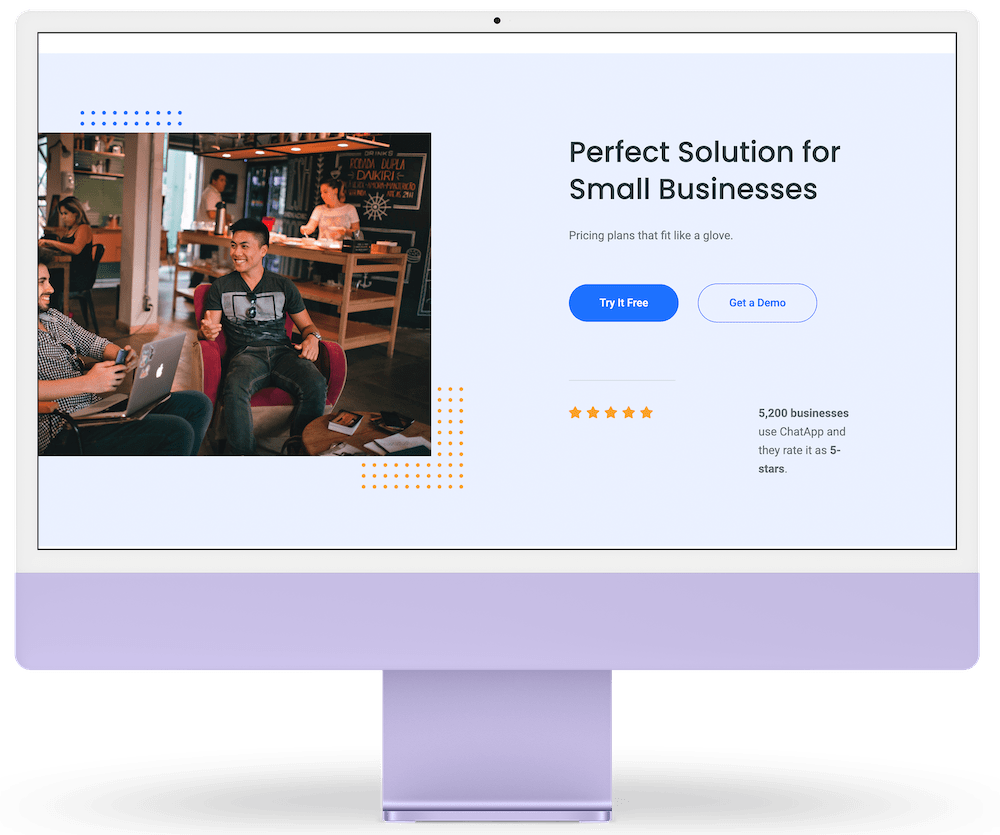 Perfect Solution for
Small Businesses
Pricing plans that fit like a glove.
Try It Free
Get a Demo
5,200 businesses
use ChatApp and
they rate it as 5-
stars.
DAIKIRI